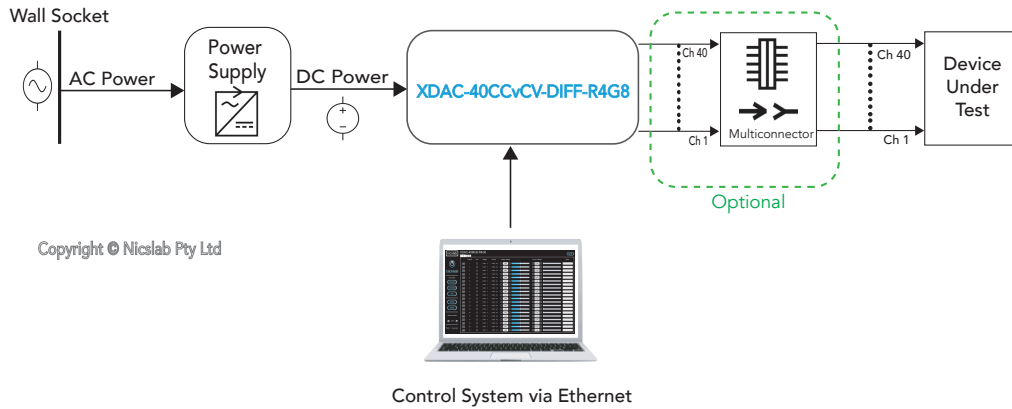 Wall Socket
AC Power
Power
Supply
DC Power
XDAC-40CCvCV-DIFF-R4G8
Ch 40
Ch 1
Multiconnector
Optional
Ch 40
Ch 1
Device
Under
Test
Copyright © Nicslab Pty Ltd
Control System via Ethernet